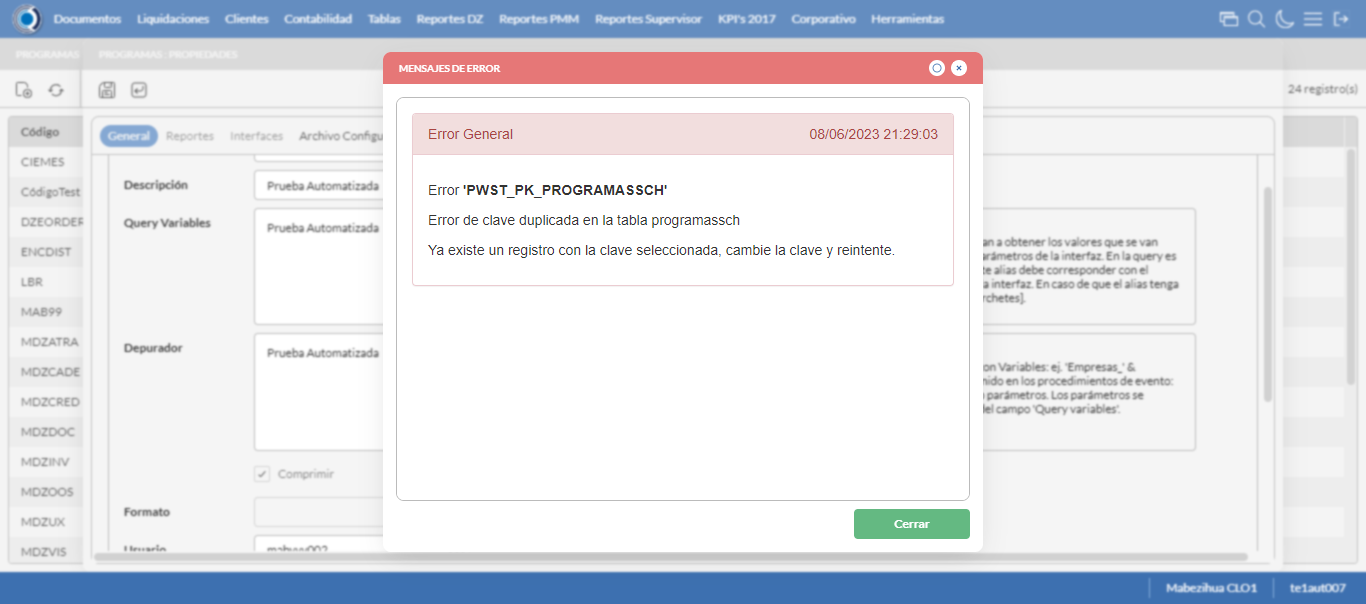 Documentos Liquidaciones Clientes Contabilidad Tablas Reportes DZ Reportes PMM Reportes Supervisor KPI's 2017 Corporativo Herramientas
PROGRAMAS PROGRAMAS : PROPIEDADES
MENSAJES DE ERROR
24 registro(s)
Error General 08/06/2023 21:29:03
Error 'PWST_PK_PROGRAMASSCH'
Error de clave duplicada en la tabla programassch
Ya existe un registro con la clave seleccionada, cambie la clave y reintente.
Cerrar
Código
CIEMES
CódigoTest
DZEORDER
ENCDIST
LBR
MAB99
MDZATRA
MDZCADE
MDZCRED
MDZDOC
MDZINV
MDZOOS
MDZUX
MDZVIS
General Reportes Interfaces Archivo Configu
Descripción Prueba Automatizada
Query Variables Prueba Automatizada
an a obtener los valores que se van
arámetros de la interfaz. En la query es
te alias debe corresponder con el
a interfaz. En caso de que el alias tenga
rchetes].
Depurador Prueba Automatizada
on Variables: ej. 'Empresas_' &
nido en los procedimientos de evento:
o parámetros. Los parámetros se
del campo 'Query variables'.
Comprimir
Formato
Usuario
Mabezihua CLO1 te1aut007